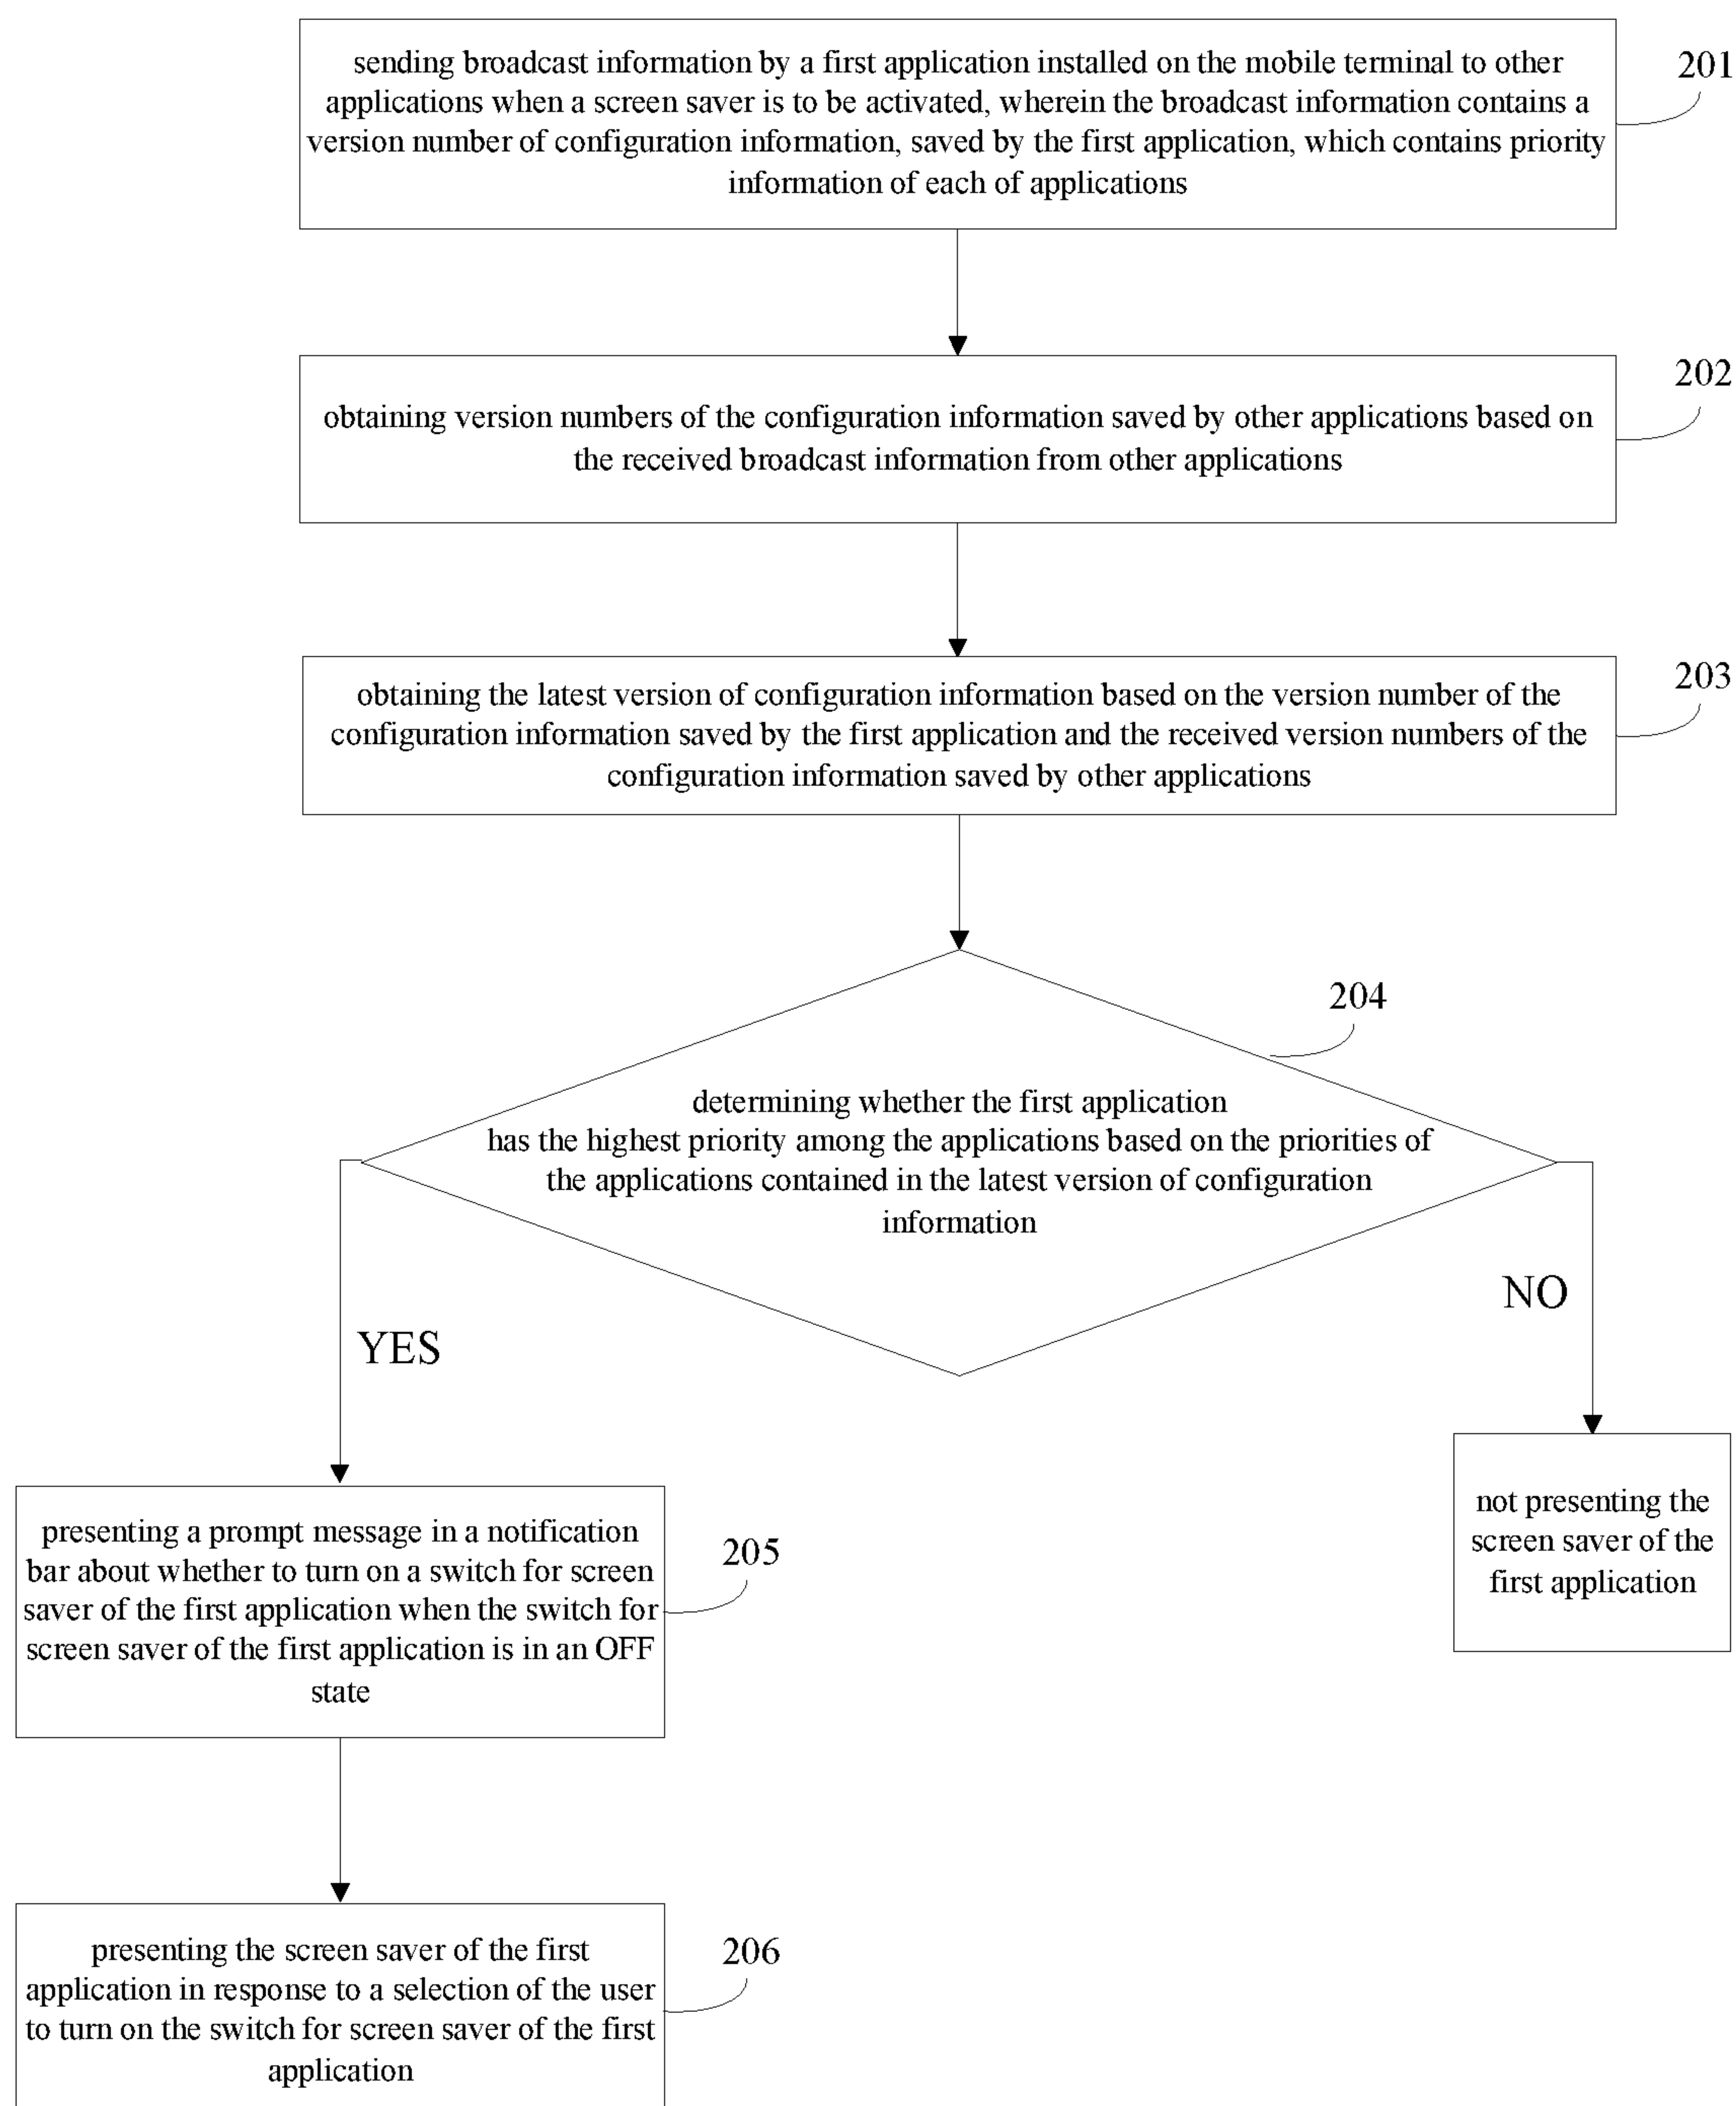 sending broadcast information by a first application installed on the mobile terminal to other
applications when a screen saver is to be activated, wherein the broadcast information contains a
version number of configuration information, saved by the first application, which contains priority
information of each of applications
201
obtaining version numbers of the configuration information saved by other applications based on
the received broadcast information from other applications
202
obtaining the latest version of configuration information based on the version number of the
configuration information saved by the first application and the received version numbers of the
configuration information saved by other applications
203
204
determining whether the first application
has the highest priority among the applications based on the priorities of
the applications contained in the latest version of configuration
information
YES
NO
not presenting the
screen saver of the
first application
presenting a prompt message in a notification
bar about whether to turn on a switch for screen
saver of the first application when the switch for
screen saver of the first application is in an OFF
state
205
presenting the screen saver of the first
application in response to a selection of the user
to turn on the switch for screen saver of the first
application
206